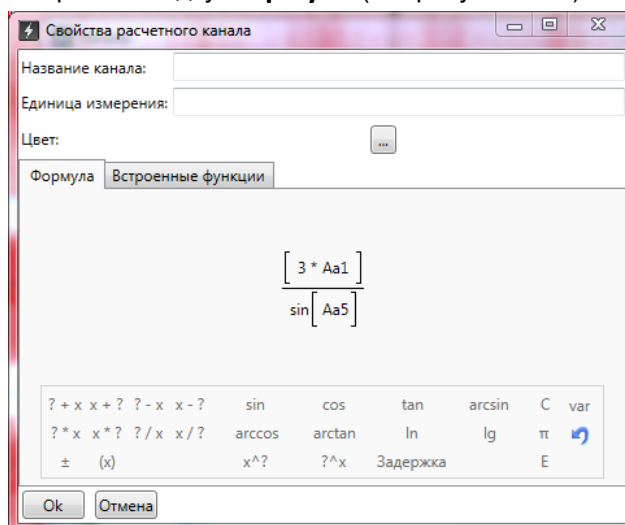 Свойства расчетного канала
Название канала:
Единица измерения:
Цвет:
...
Формула Встроенные функции
[ 3 * Aa1 ]
sin[ Aa5 ]
? + x x + ? ? - x x - ? sin cos tan arcsin C var
? * x x * ? ? / x x / ? arccos arctan ln lg π
± (x) x^? ?^x Задержка E
Ok Отмена